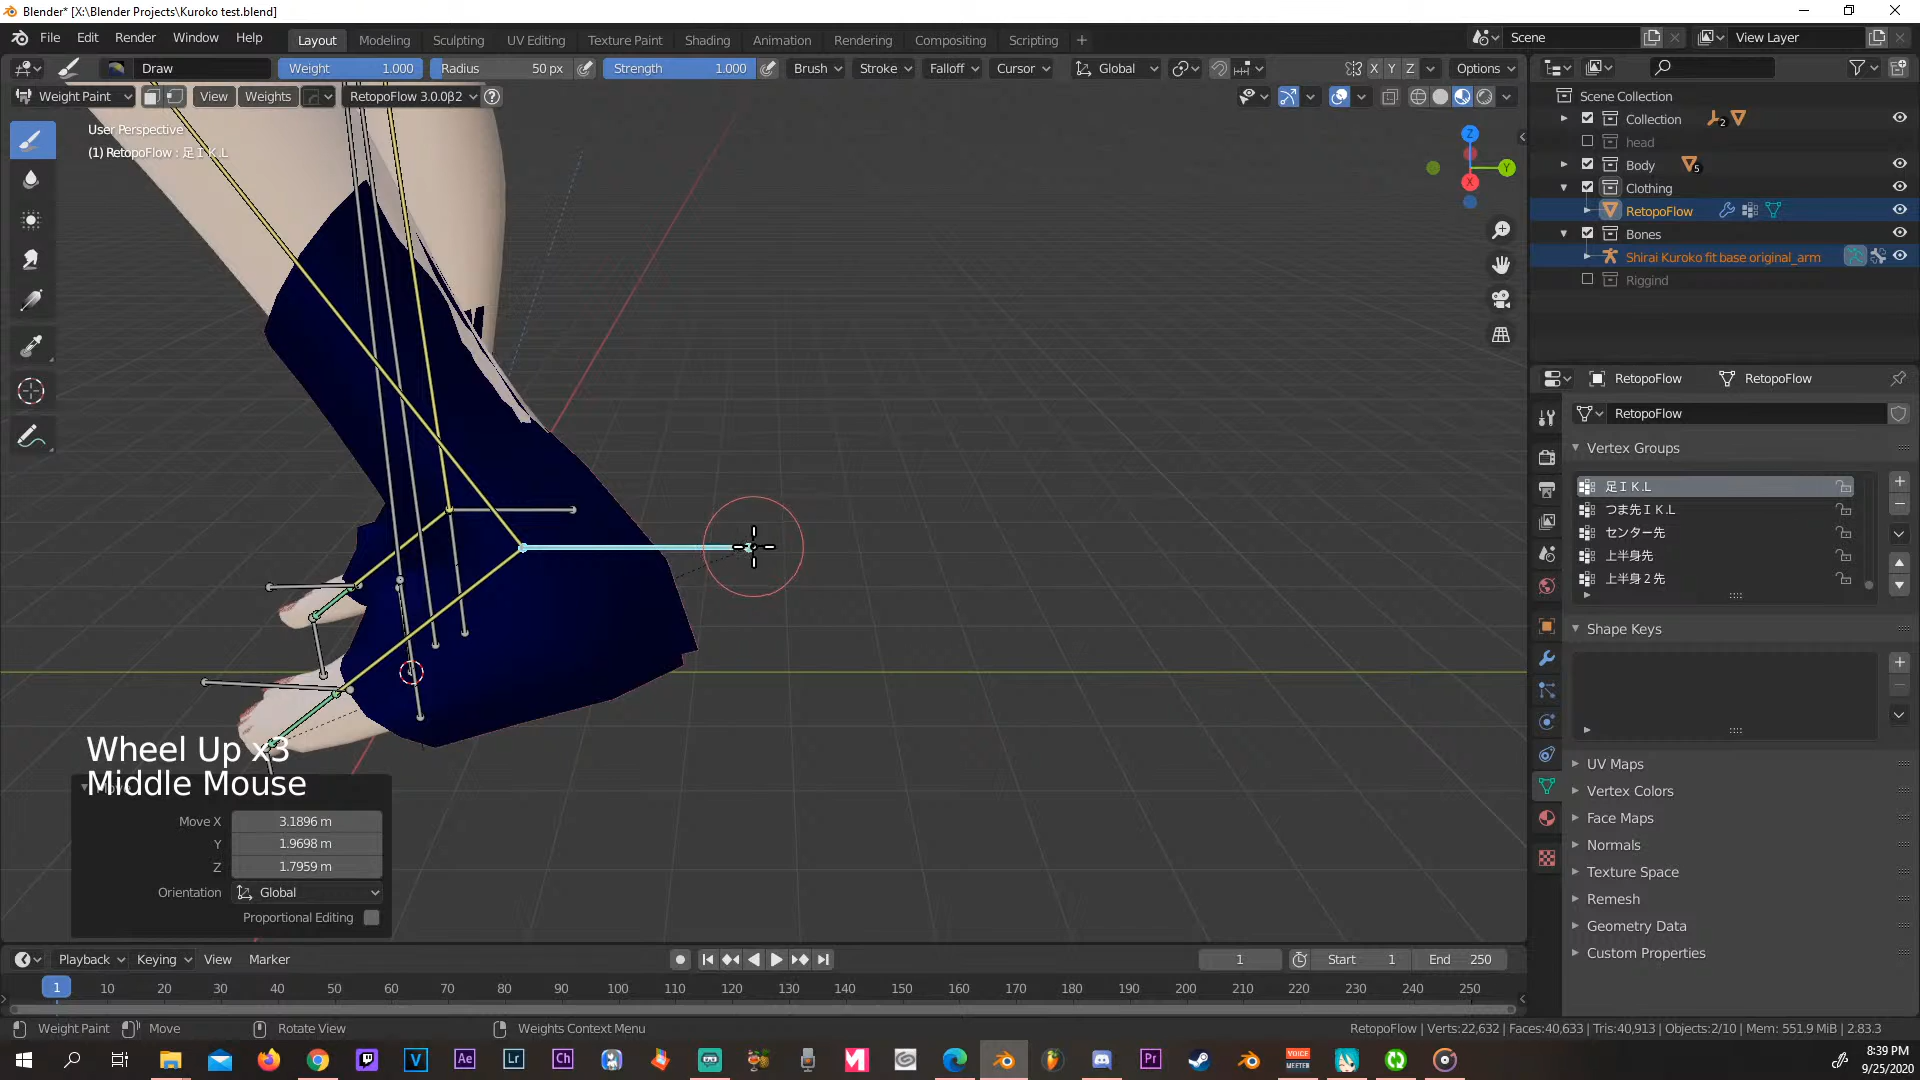 Blender* [X:\Blender Projects\Kuroko test.blend]
File Edit Render Window Help Layout Modeling Sculpting UV Editing Texture Paint Shading Animation Rendering Compositing Scripting + Scene View Layer
Draw Weight 1.000 Radius 50 px Strength 1.000 Brush Stroke Falloff Cursor Global X Y Z Options
Weight Paint View Weights RetopoFlow 3.0.0β2
User Perspective
(1) RetopoFlow : 足ＩＫ.L
Z
Y
X
Scene Collection
Collection 2
head
Body 5
Clothing
RetopoFlow
Bones
Shirai Kuroko fit base original_arm
Riggind
RetopoFlow RetopoFlow
RetopoFlow
Vertex Groups
足ＩＫ.L
つま先ＩＫ.L
センター先
上半身先
上半身２先
Shape Keys
UV Maps
Vertex Colors
Face Maps
Normals
Texture Space
Remesh
Geometry Data
Custom Properties
Wheel Up x3
Middle Mouse
Move X 3.1896 m
Y 1.9698 m
Z 1.7959 m
Orientation Global
Proportional Editing
Playback Keying View Marker 1 Start 1 End 250
1 10 20 30 40 50 60 70 80 90 100 110 120 130 140 150 160 170 180 190 200 210 220 230 240 250
Weight Paint Move Rotate View Weights Context Menu RetopoFlow | Verts:22,632 | Faces:40,633 | Tris:40,913 | Objects:2/10 | Mem: 551.9 MiB | 2.83.3
V Ae Lr Ch Pr VOICE MEETER
8:39 PM
9/25/2020